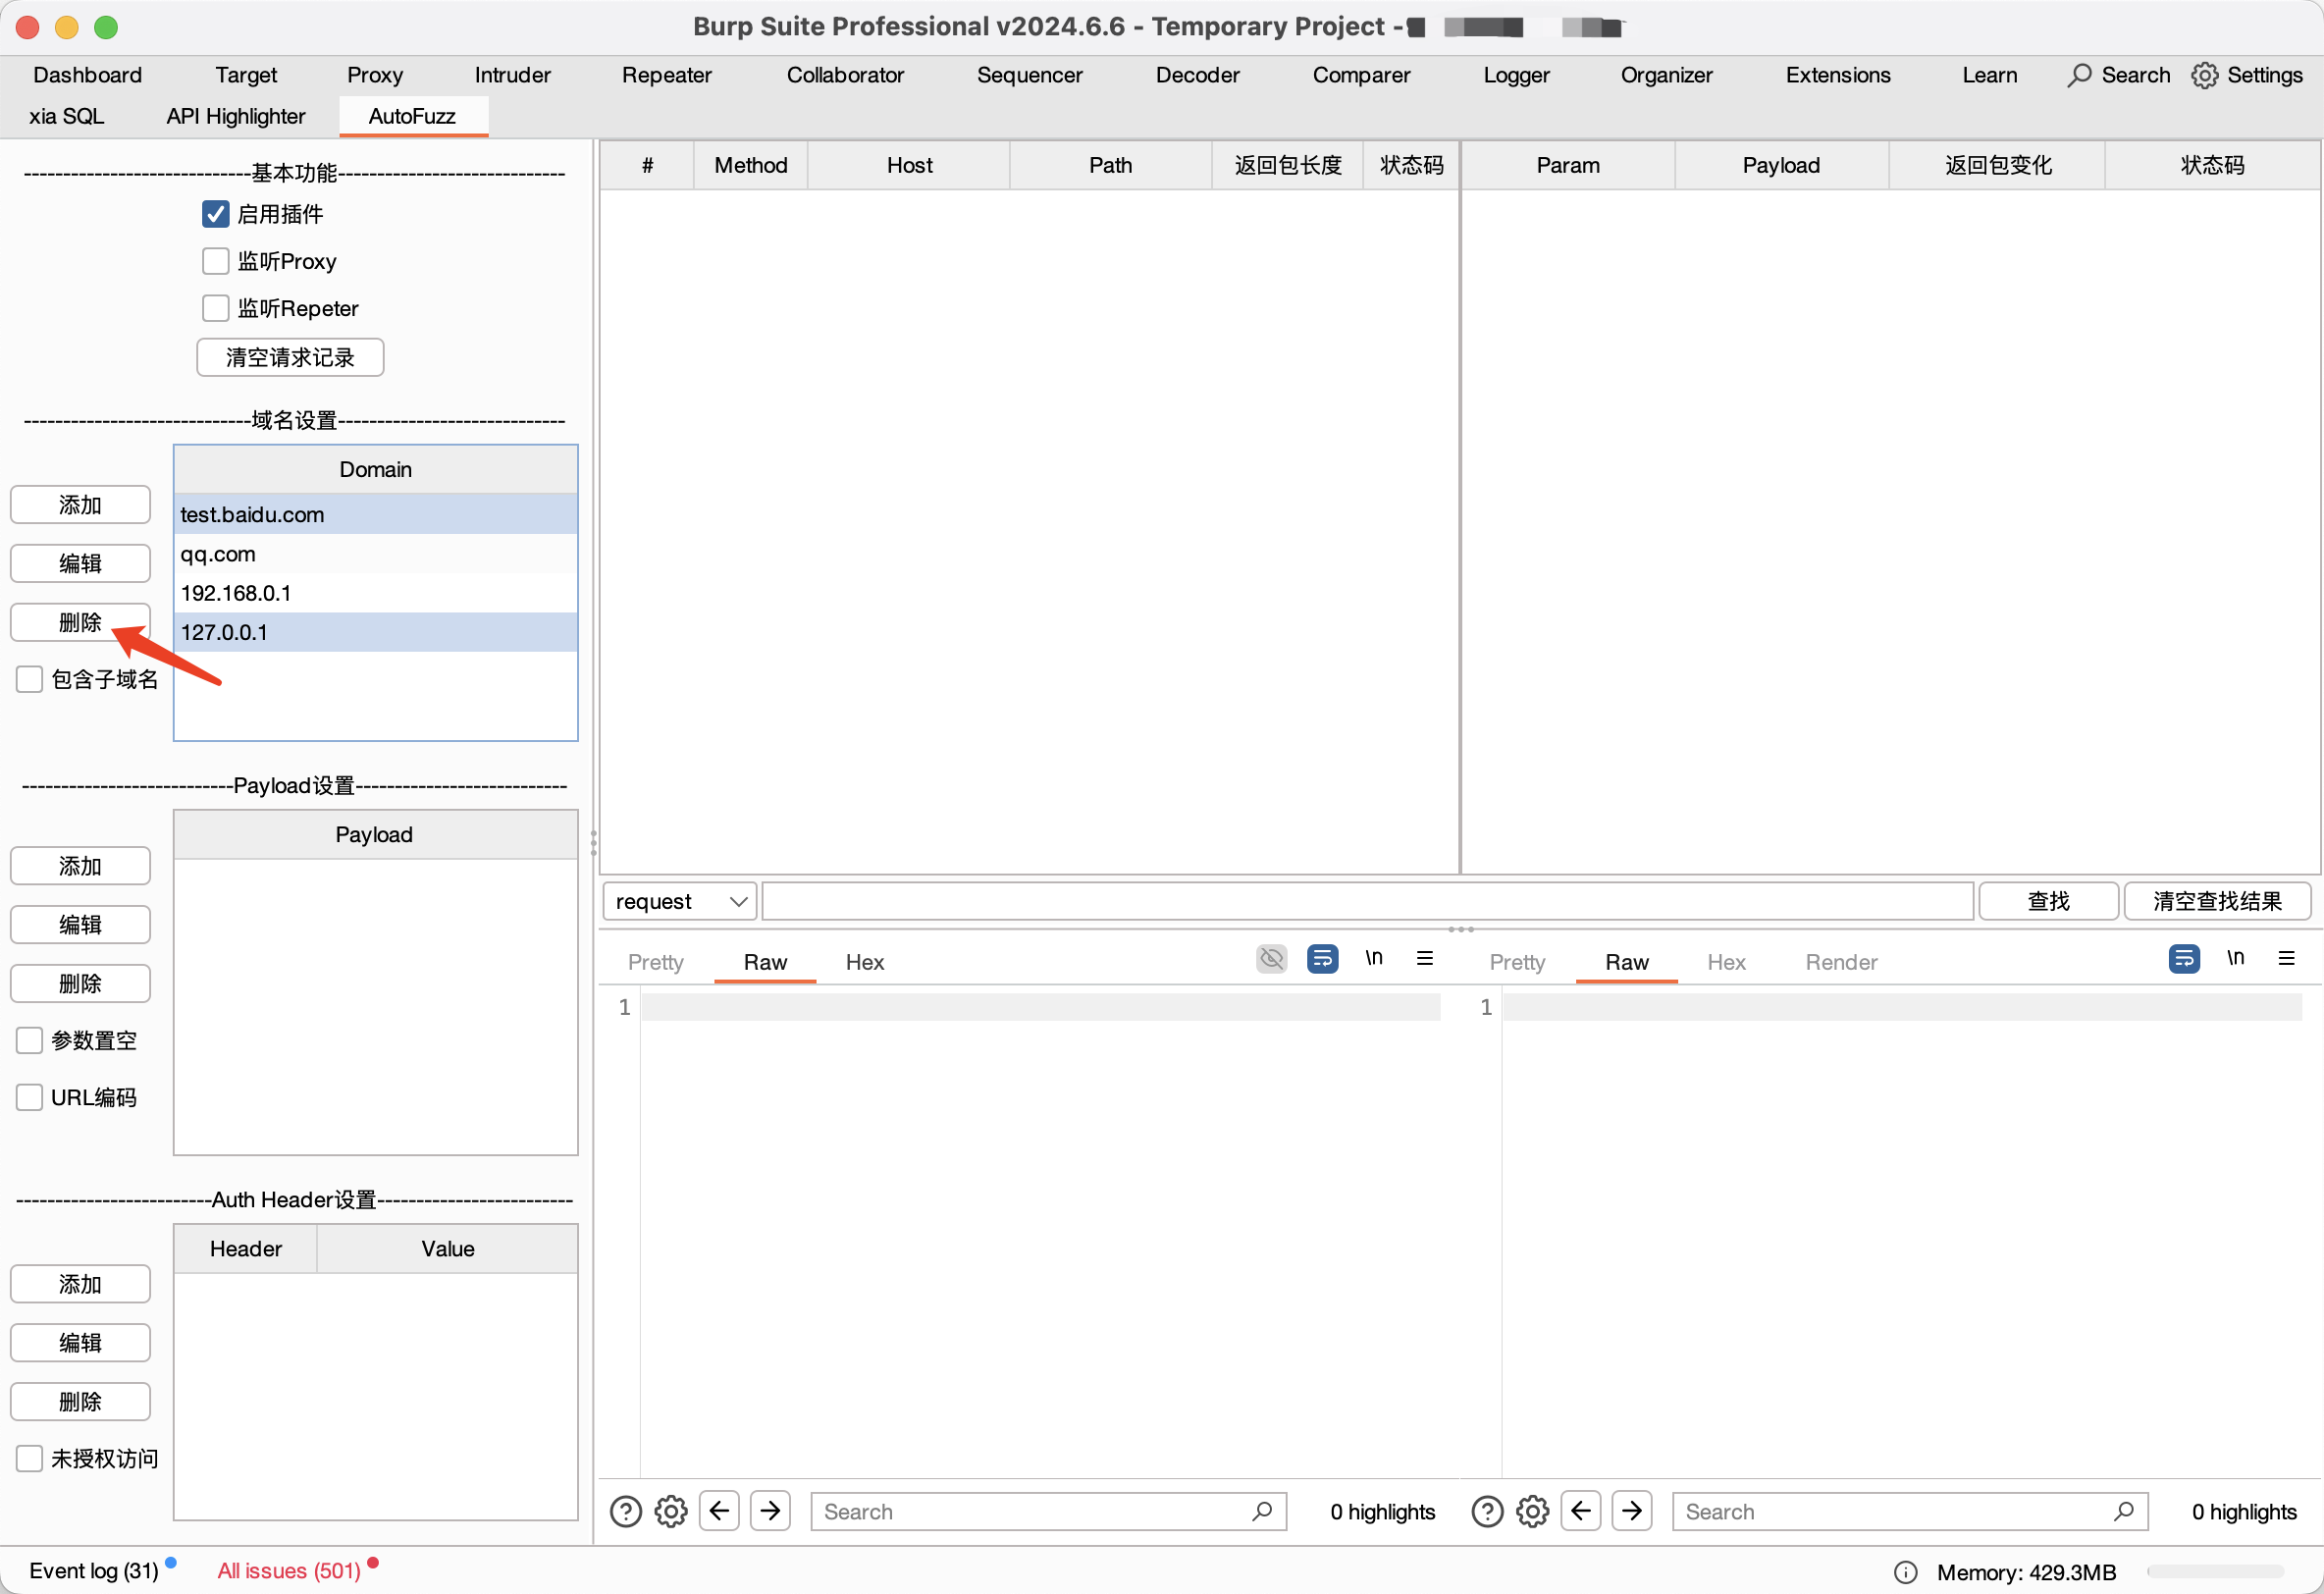 Burp Suite Professional v2024.6.6 - Temporary Project -
Dashboard Target Proxy Intruder Repeater Collaborator Sequencer Decoder Comparer Logger Organizer Extensions Learn Search Settings
xia SQL API Highlighter AutoFuzz
-----------------------------基本功能-----------------------------
启用插件
监听Proxy
监听Repeter
清空请求记录
-----------------------------域名设置-----------------------------
Domain
添加
编辑
删除
包含子域名
test.baidu.com
qq.com
192.168.0.1
127.0.0.1
---------------------------Payload设置---------------------------
Payload
添加
编辑
删除
参数置空
URL编码
-------------------------Auth Header设置-------------------------
Header Value
添加
编辑
删除
未授权访问
# Method Host Path 返回包长度 状态码
Param Payload 返回包变化 状态码
request 查找 清空查找结果
Pretty Raw Hex \n
1
Search 0 highlights
Pretty Raw Hex Render \n
1
Search 0 highlights
Event log (31) All issues (501) Memory: 429.3MB